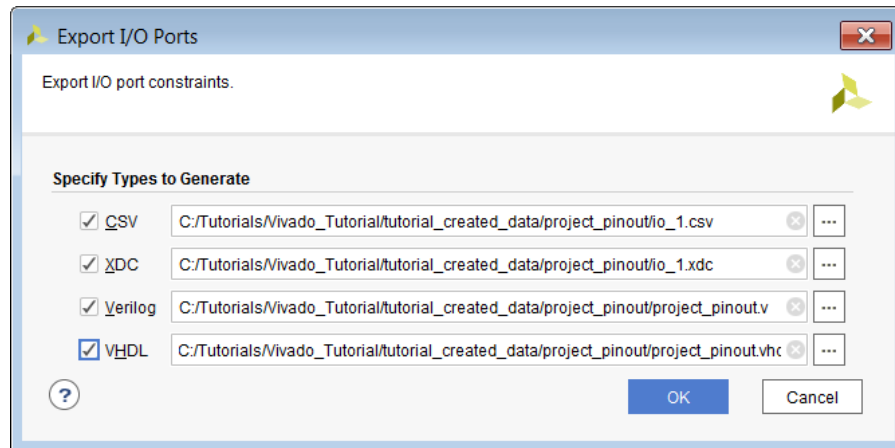 Export I/O Ports
Export I/O port constraints.
Specify Types to Generate
CSV C:/Tutorials/Vivado_Tutorial/tutorial_created_data/project_pinout/io_1.csv ...
XDC C:/Tutorials/Vivado_Tutorial/tutorial_created_data/project_pinout/io_1.xdc ...
Verilog C:/Tutorials/Vivado_Tutorial/tutorial_created_data/project_pinout/project_pinout.v ...
VHDL C:/Tutorials/Vivado_Tutorial/tutorial_created_data/project_pinout/project_pinout.vhd ...
? OK Cancel